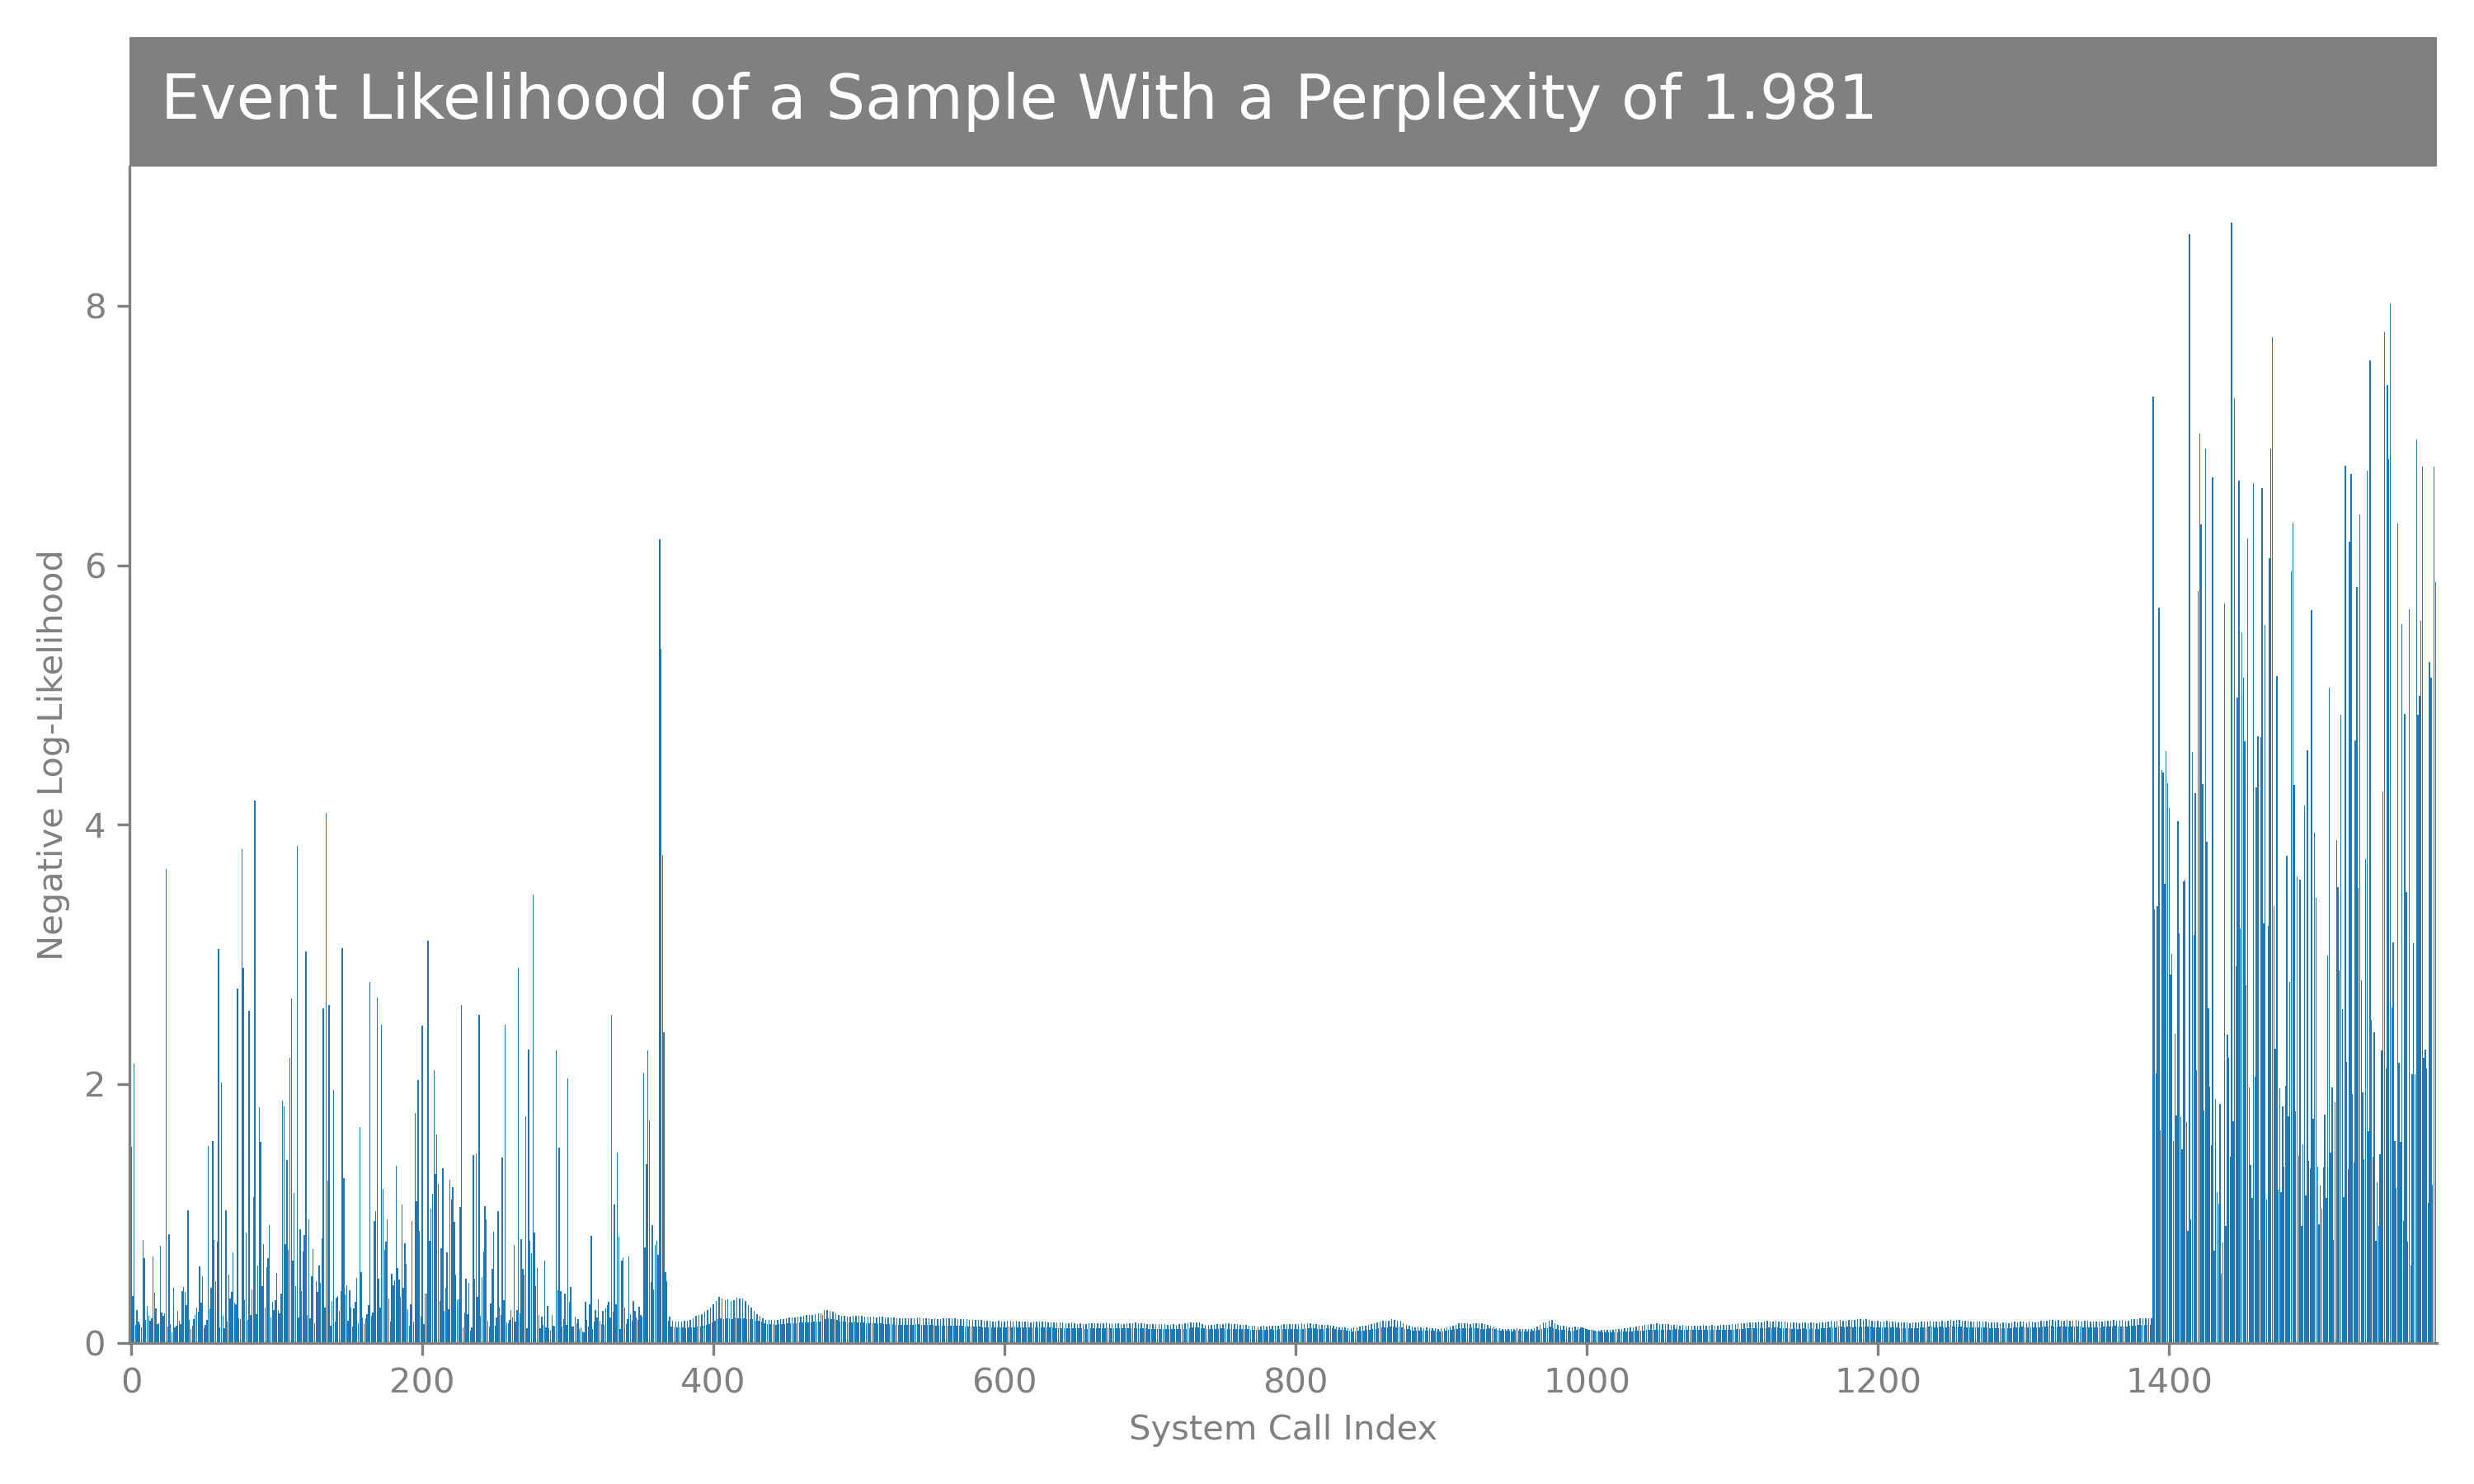 Event Likelihood of a Sample With a Perplexity of 1.981
Negative Log-Likelihood
8
6
4
2
0
0 200 400 600 800 1000 1200 1400
System Call Index